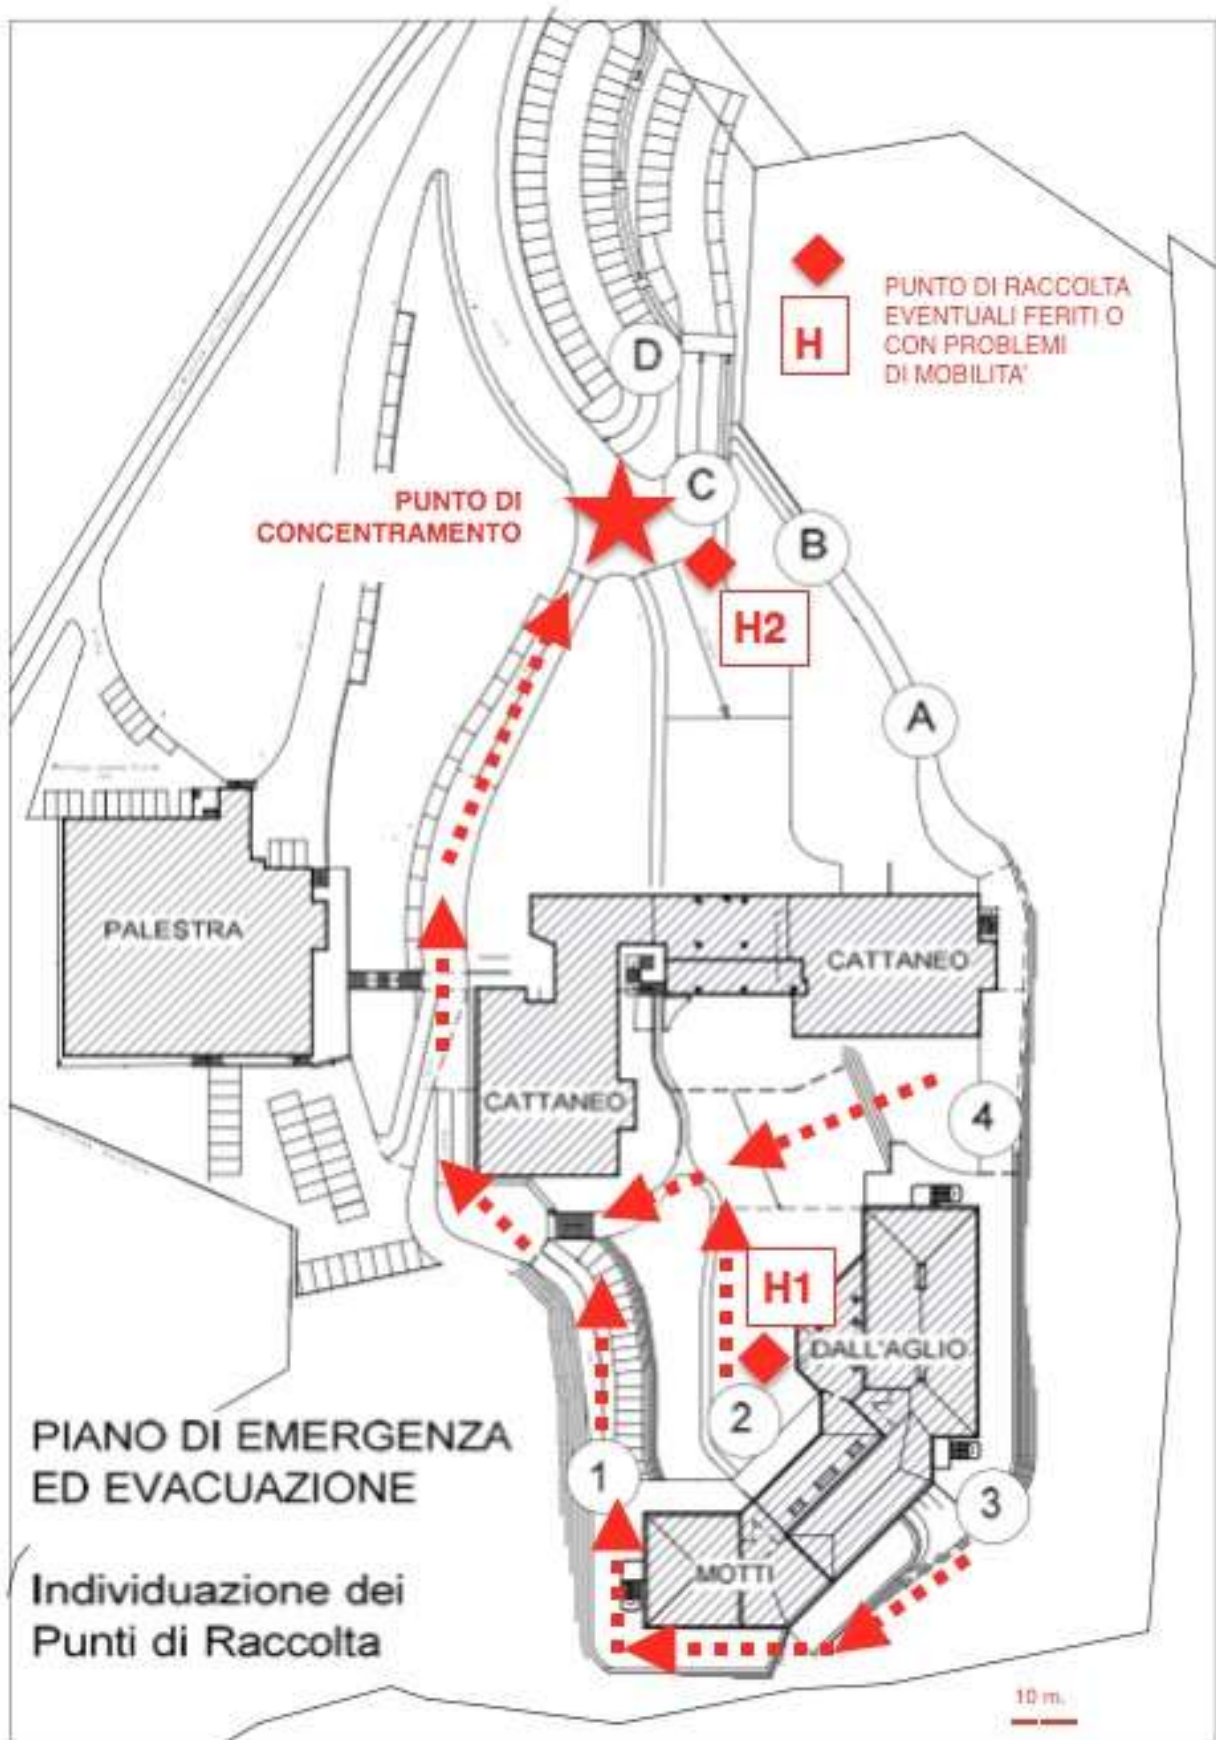 D
H
PUNTO DI RACCOLTA
EVENTUALI FERITI O
CON PROBLEMI
DI MOBILITA'
PUNTO DI
CONCENTRAMENTO
C
B
H2
A
PALESTRA
CATTANEO
CATTANEO
4
H1
DALL'AGLIO
2
1
3
MOTTI
PIANO DI EMERGENZA
ED EVACUAZIONE
Individuazione dei
Punti di Raccolta
10 m.